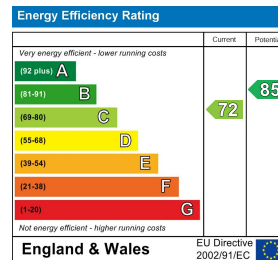 Energy Efficiency Rating
Current
Very energy efficient - lower running costs
(92 plus) A
(81-91) B
85
(69-80) C
72
(55-68) D
(39-54) E
(21-38) F
(1-20) G
Not energy efficient - higher running costs
England & Wales
EU Directive
2002/91/EC